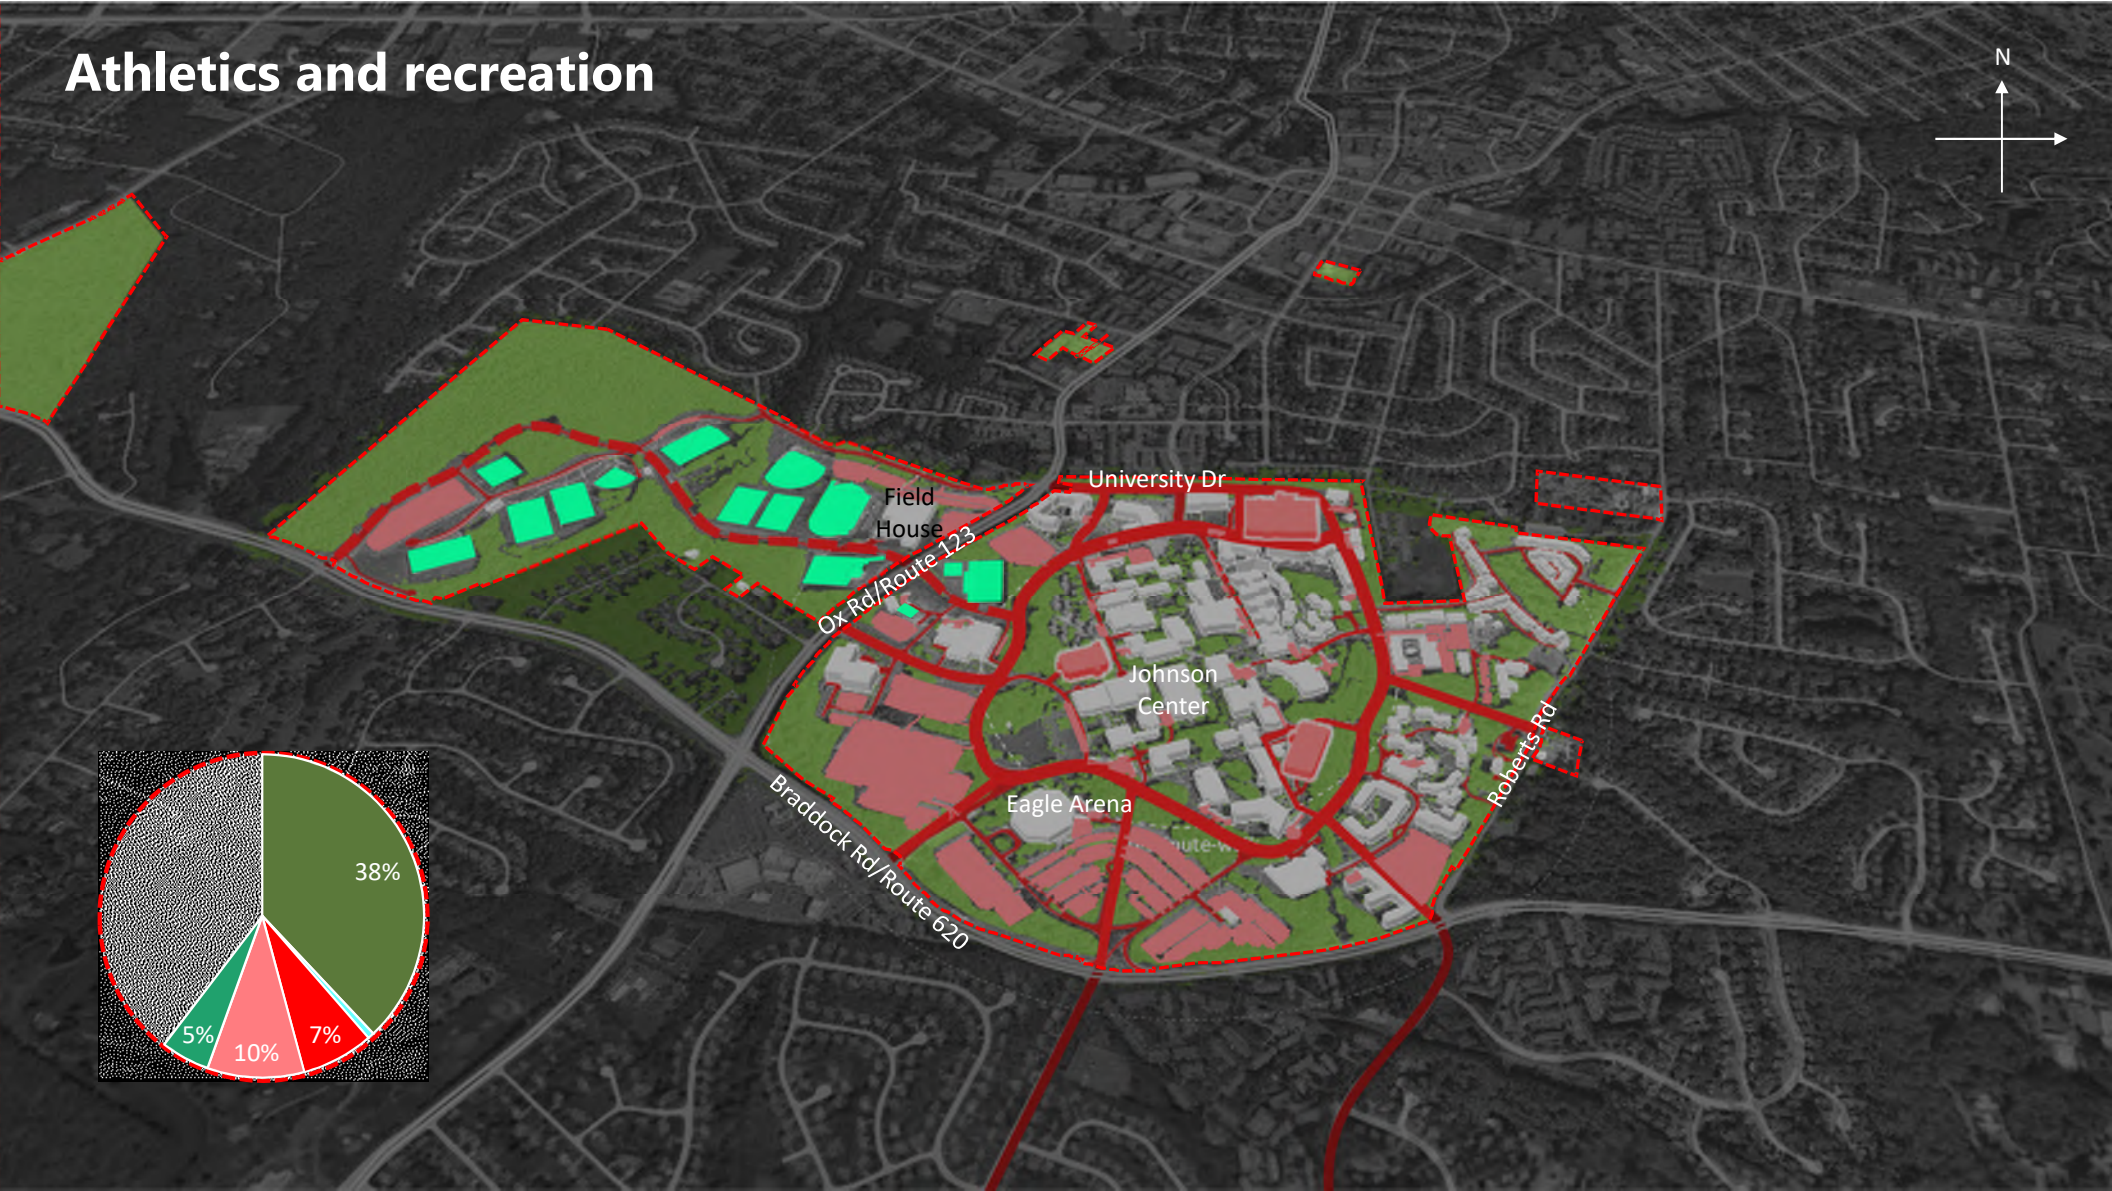 Athletics and recreation
N
University Dr
Field
House
Ox Rd/Route 123
Johnson
Center
Roberts Rd
Eagle Arena
Braddock Rd/Route 620
38%
5%
10%
7%